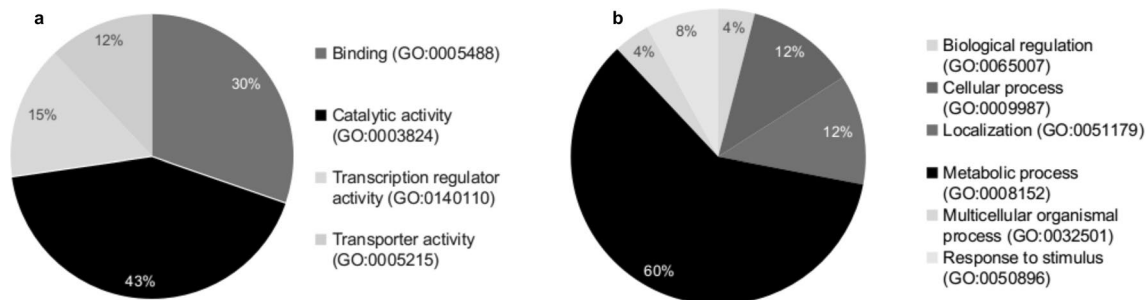 a
12%
30%
15%
43%
Binding (GO:0005488)
Catalytic activity
(GO:0003824)
Transcription regulator
activity (GO:0140110)
Transporter activity
(GO:0005215)
b
8%
4%
4%
12%
12%
60%
Biological regulation
(GO:0065007)
Cellular process
(GO:0009987)
Localization (GO:0051179)
Metabolic process
(GO:0008152)
Multicellular organismal
process (GO:0032501)
Response to stimulus
(GO:0050896)